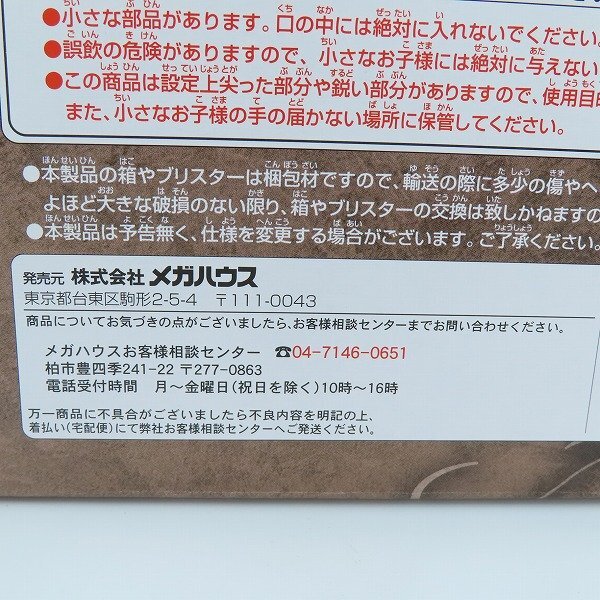 ●小さな部品があります。口の中には絶対に入れないでください。
●誤飲の危険がありますので、小さなお子様には絶対に与えない
●この商品は設定上尖った部分や鋭い部分がありますので、使用目的
また、小さなお子様の手の届かない場所に保管してください。
●本製品の箱やブリスターは梱包材ですので、輸送の際に多少の傷やへ
よほど大きな破損のない限り、箱やブリスターの交換は致しかねますの
●本製品は予告無く、仕様を変更する場合がございます。ご了承ください。
発売元 株式会社 メガハウス
東京都台東区駒形2-5-4 〒111-0043
商品についてお気づきの点がございましたら、お客様相談センターまでお問い合わせください。
メガハウスお客様相談センター ☎04-7146-0651
柏市豊四季241-22 〒277-0863
電話受付時間 月～金曜日(祝日を除く)10時～16時
万一商品に不具合がございましたら不良内容を明記の上、
着払い(宅配便)にて弊社お客様相談センターへご発送ください。